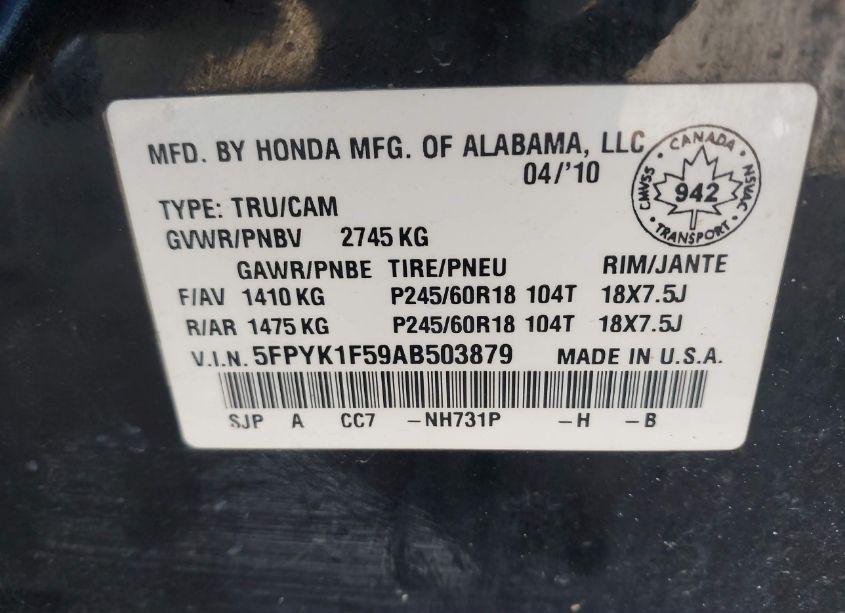 MFD. BY HONDA MFG. OF ALABAMA, LLC
04/'10
CANADA
CMVSS 942 NSVAC
TRANSPORT
TYPE: TRU/CAM
GVWR/PNBV 2745 KG
GAWR/PNBE TIRE/PNEU RIM/JANTE
F/AV 1410 KG P245/60R18 104T 18X7.5J
R/AR 1475 KG P245/60R18 104T 18X7.5J
V.I.N. 5FPYK1F59AB503879 MADE IN U.S.A.
SJP A CC7 -NH731P -H -B